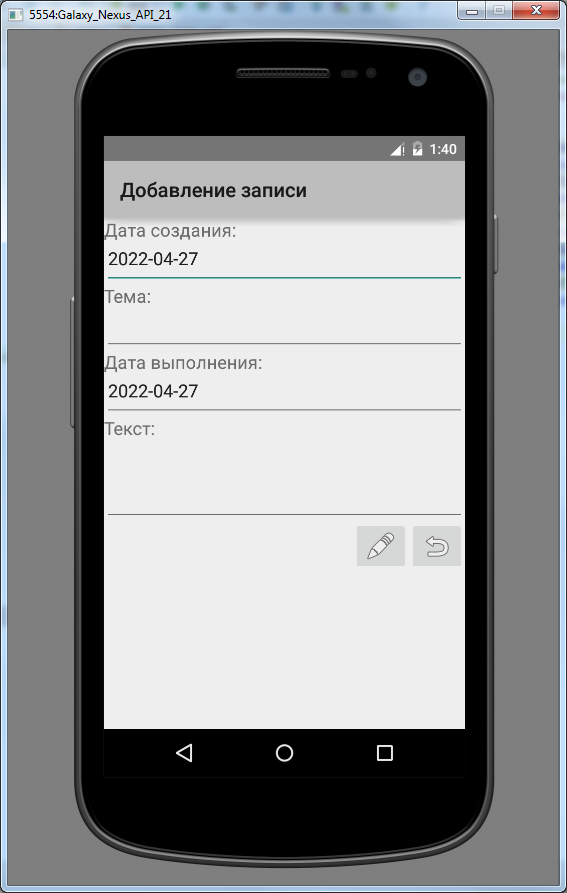 5554:Galaxy_Nexus_API_21
1:40
Добавление записи
Дата создания:
2022-04-27
Тема:
Дата выполнения:
2022-04-27
Текст: